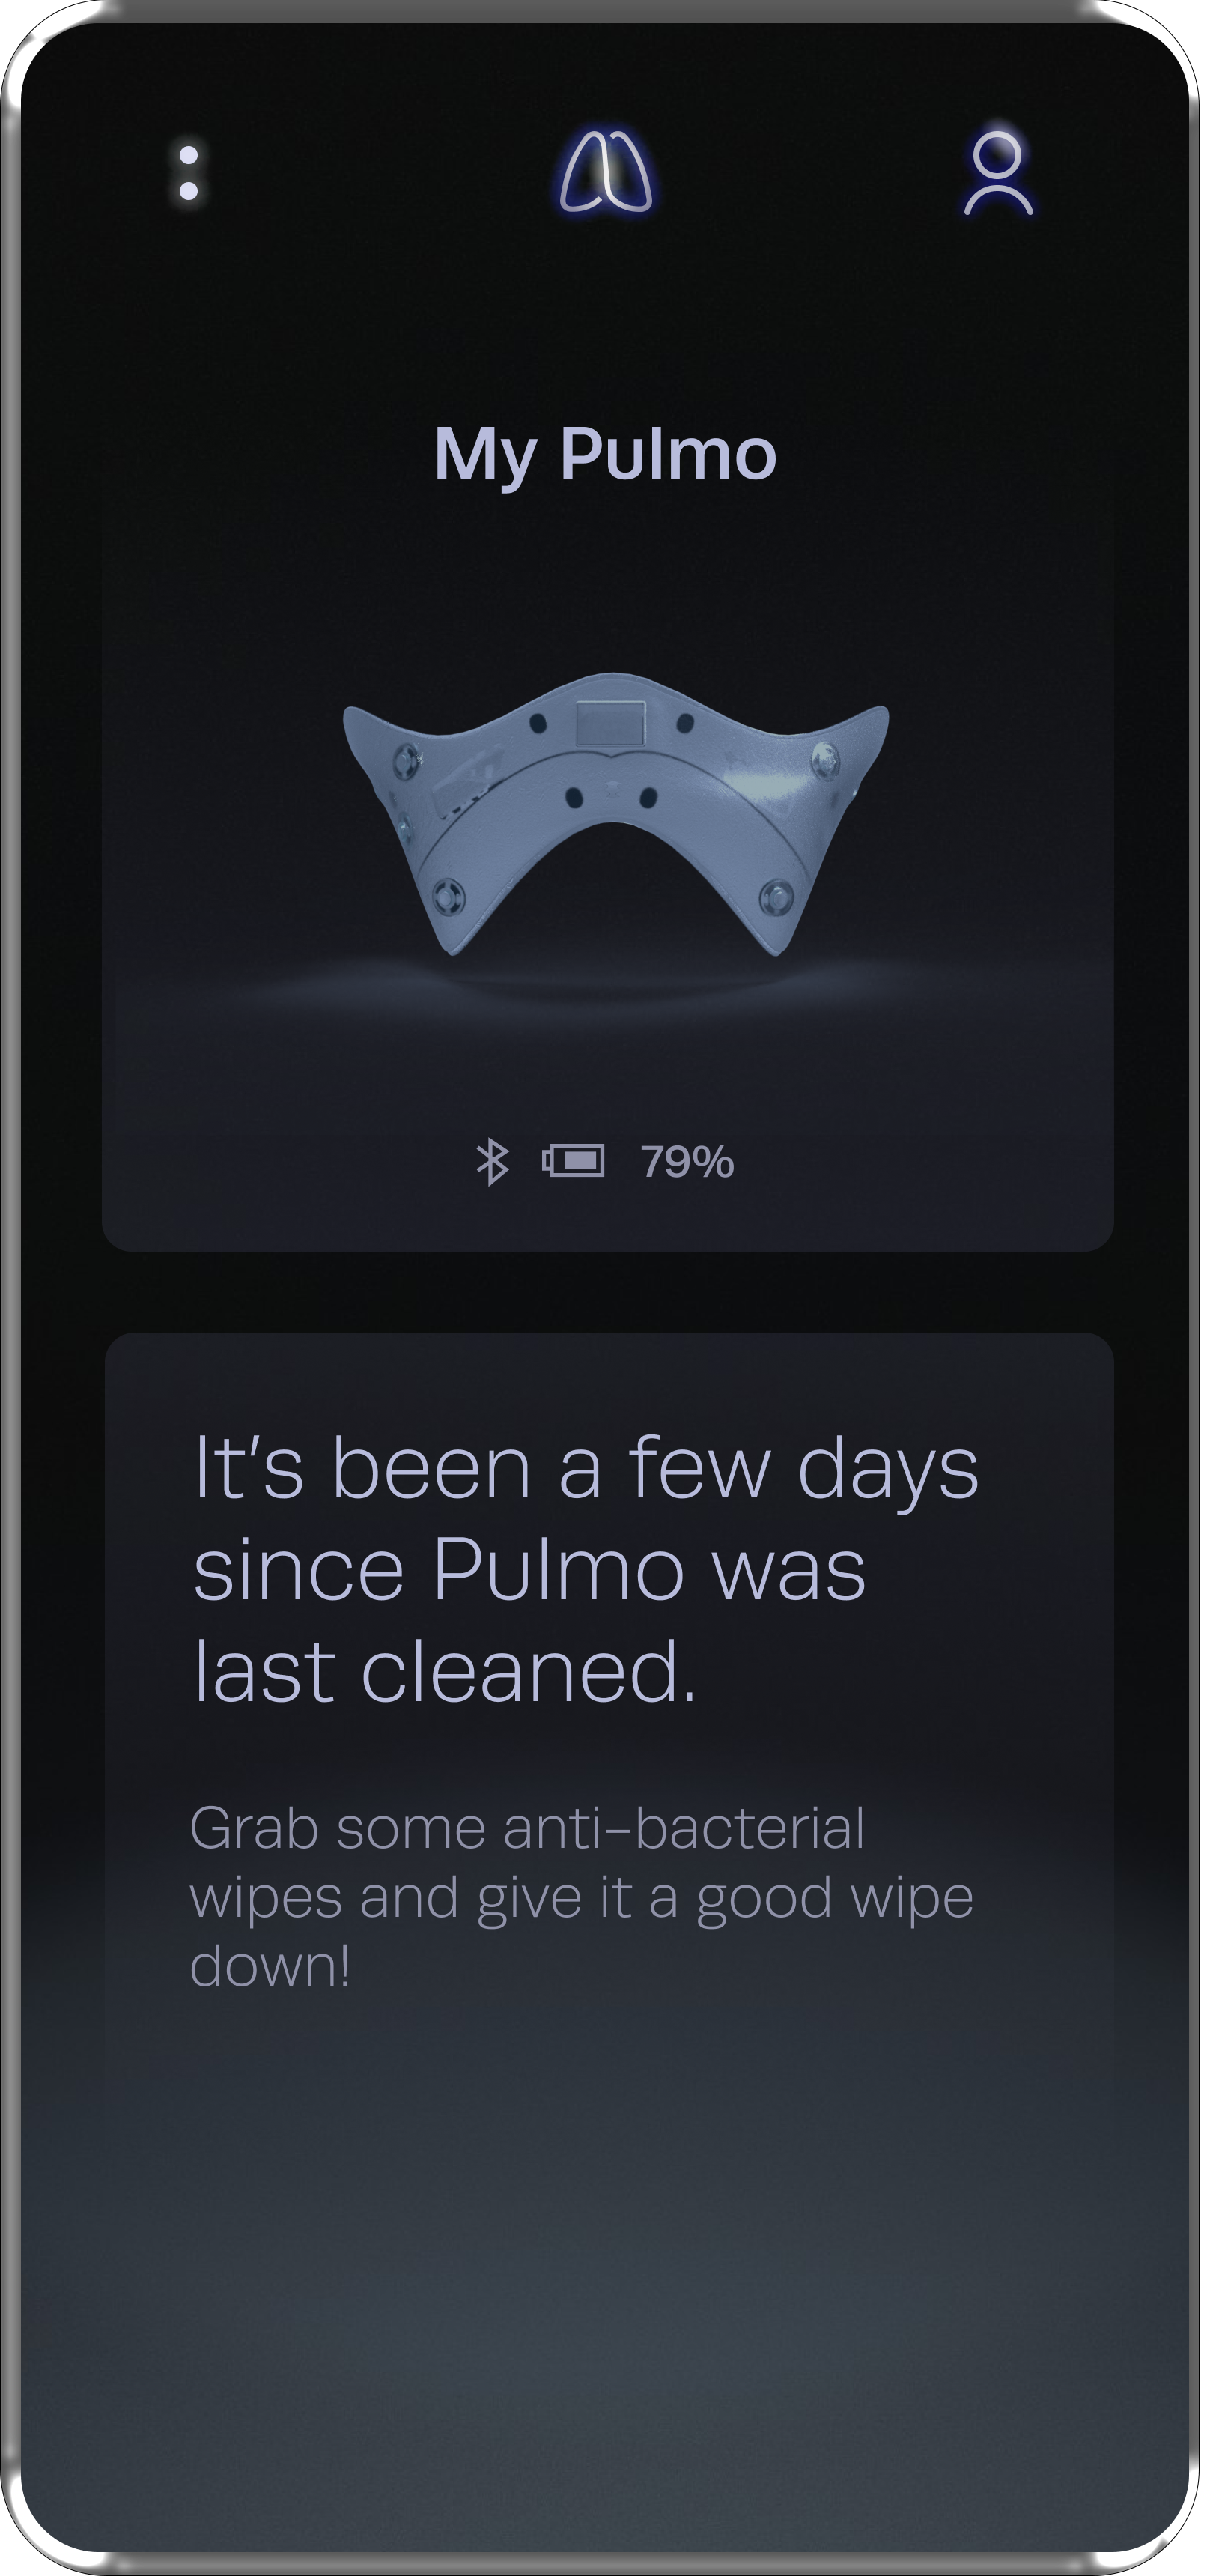 My Pulmo
79%
It's been a few days
since Pulmo was
last cleaned.
Grab some anti-bacterial
wipes and give it a good wipe
down!